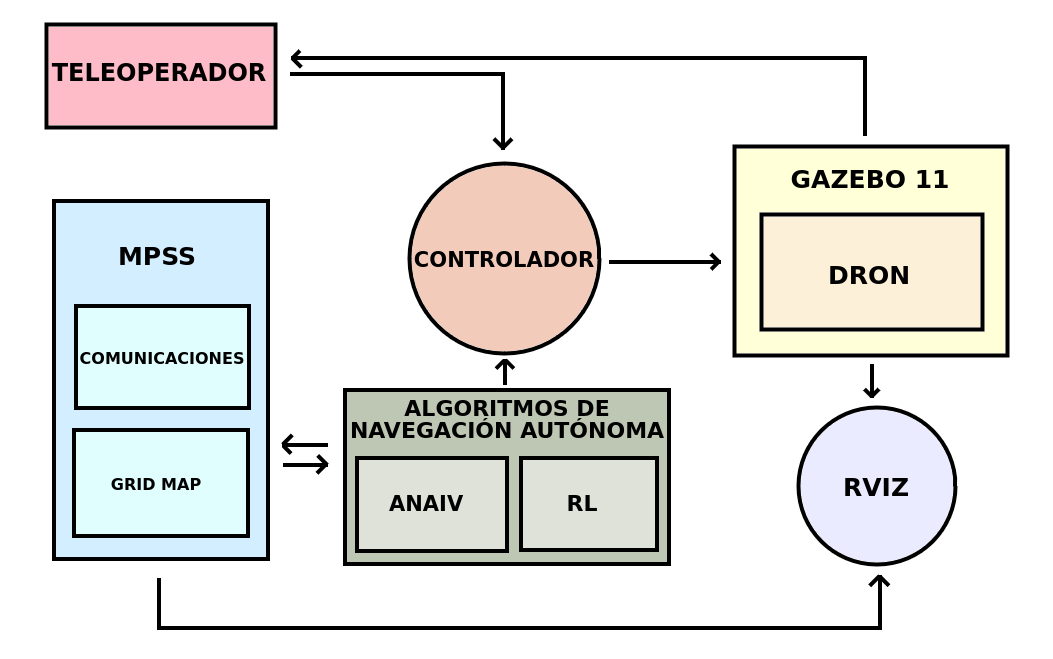 TELEOPERADOR
GAZEBO 11
DRON
MPSS
CONTROLADOR
COMUNICACIONES
GRID MAP
ALGORITMOS DE
NAVEGACIÓN AUTÓNOMA
ANAIV
RL
RVIZ